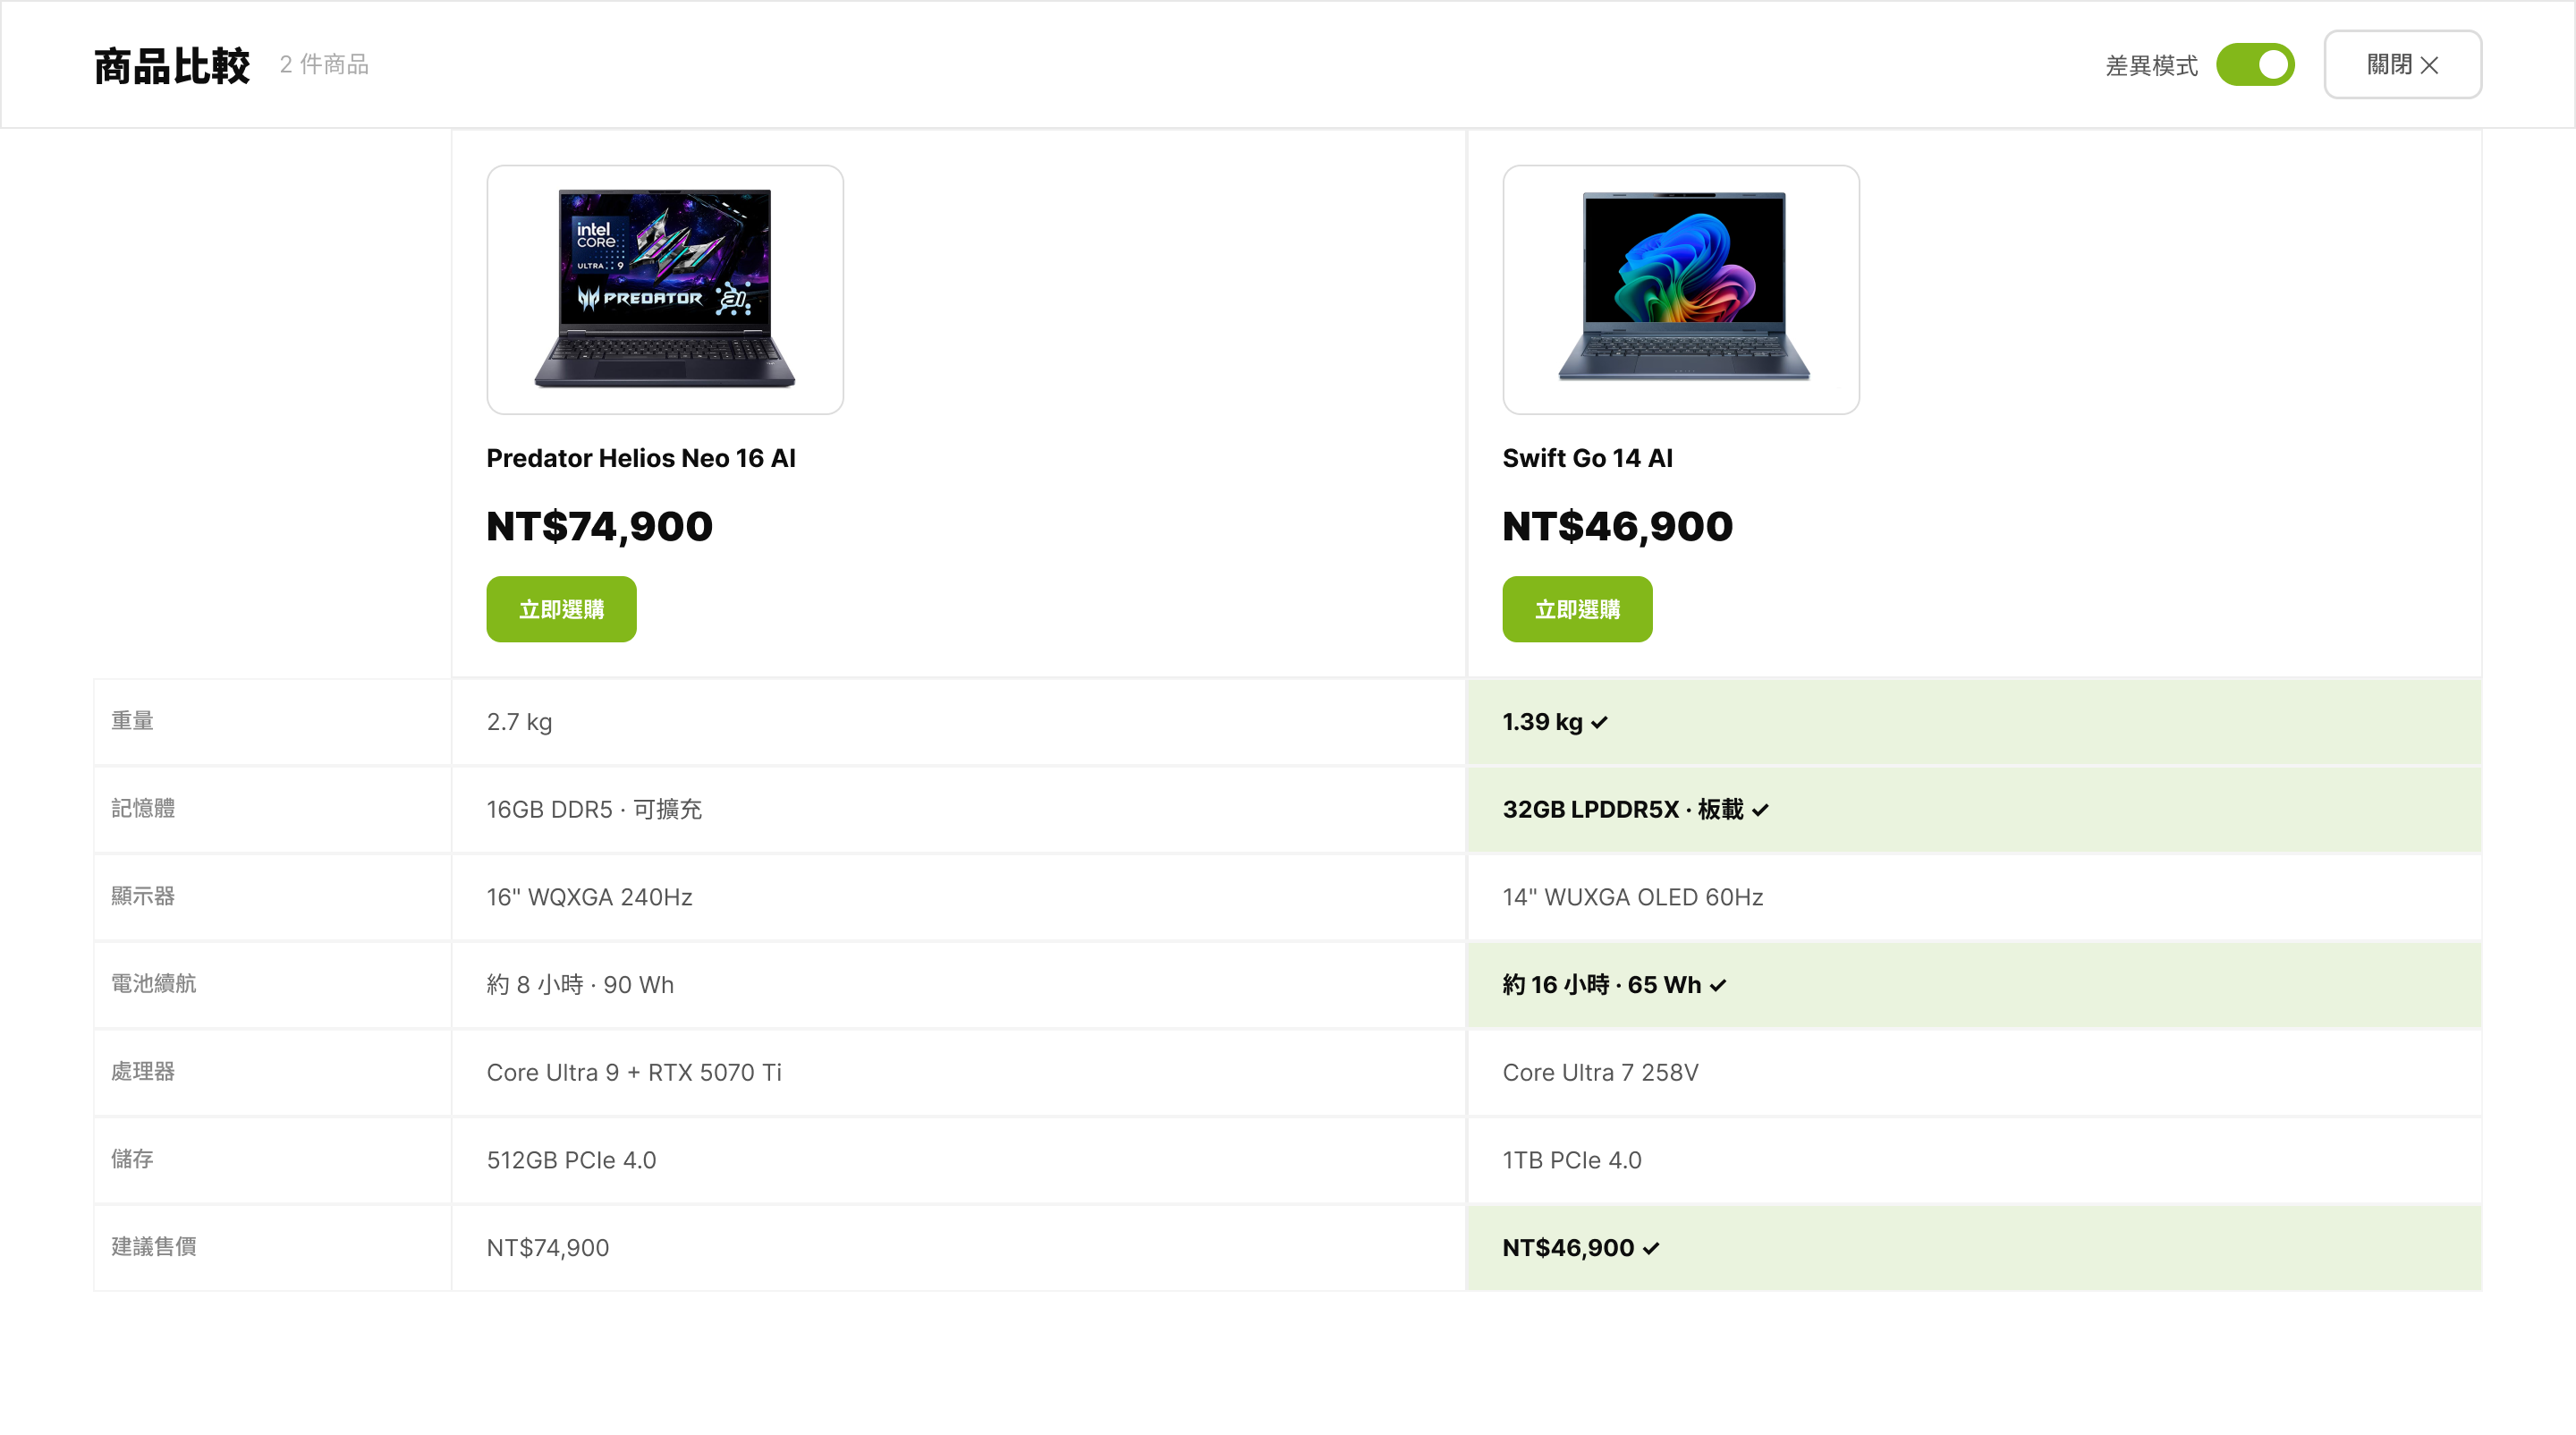 商品比較 2 件商品 差異模式 關閉 ×
intel
CORE
ULTRA 9
PREDATOR ai
Predator Helios Neo 16 AI
NT$74,900
立即選購
Swift Go 14 AI
NT$46,900
立即選購
重量 2.7 kg 1.39 kg ✓
記憶體 16GB DDR5 · 可擴充 32GB LPDDR5X · 板載 ✓
顯示器 16" WQXGA 240Hz 14" WUXGA OLED 60Hz
電池續航 約 8 小時 · 90 Wh 約 16 小時 · 65 Wh ✓
處理器 Core Ultra 9 + RTX 5070 Ti Core Ultra 7 258V
儲存 512GB PCIe 4.0 1TB PCIe 4.0
建議售價 NT$74,900 NT$46,900 ✓